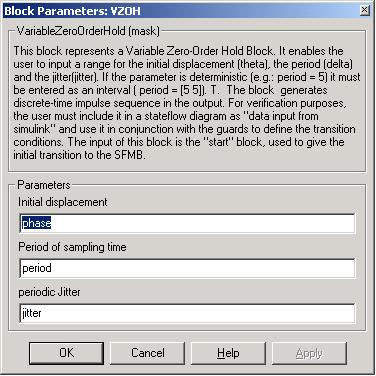 Block Parameters: VZOH
VariableZeroOrderHold (mask)
This block represents a Variable Zero-Order Hold Block. It enables the
user to input a range for the initial displacement (theta), the period (delta)
and the jitter(jitter). If the parameter is deterministic (e.g.: period = 5) it must
be entered as an interval ( period = [5 5]). T. The block generates
discrete-time impulse sequence in the output. For verification purposes,
the user must include it in a stateflow diagram as "data input from
simulink" and use it in conjunction with the guards to define the transition
conditions. The input of this block is the "start" block, used to give the
initial transition to the SFMB.
Parameters
Initial displacement
phase
Period of sampling time
period
periodic Jitter
jitter
OK Cancel Help Apply